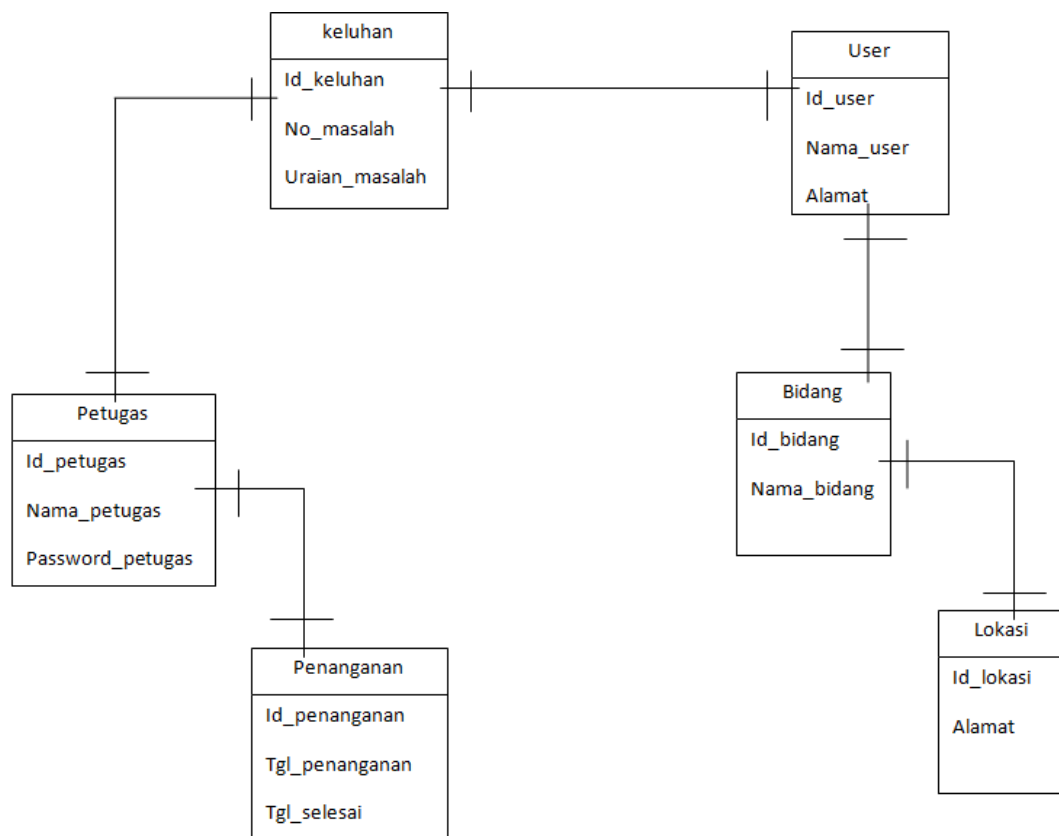 keluhan
Id_keluhan
No_masalah
Uraian_masalah
User
Id_user
Nama_user
Alamat
Petugas
Id_petugas
Nama_petugas
Password_petugas
Bidang
Id_bidang
Nama_bidang
Penanganan
Id_penanganan
Tgl_penanganan
Tgl_selesai
Lokasi
Id_lokasi
Alamat